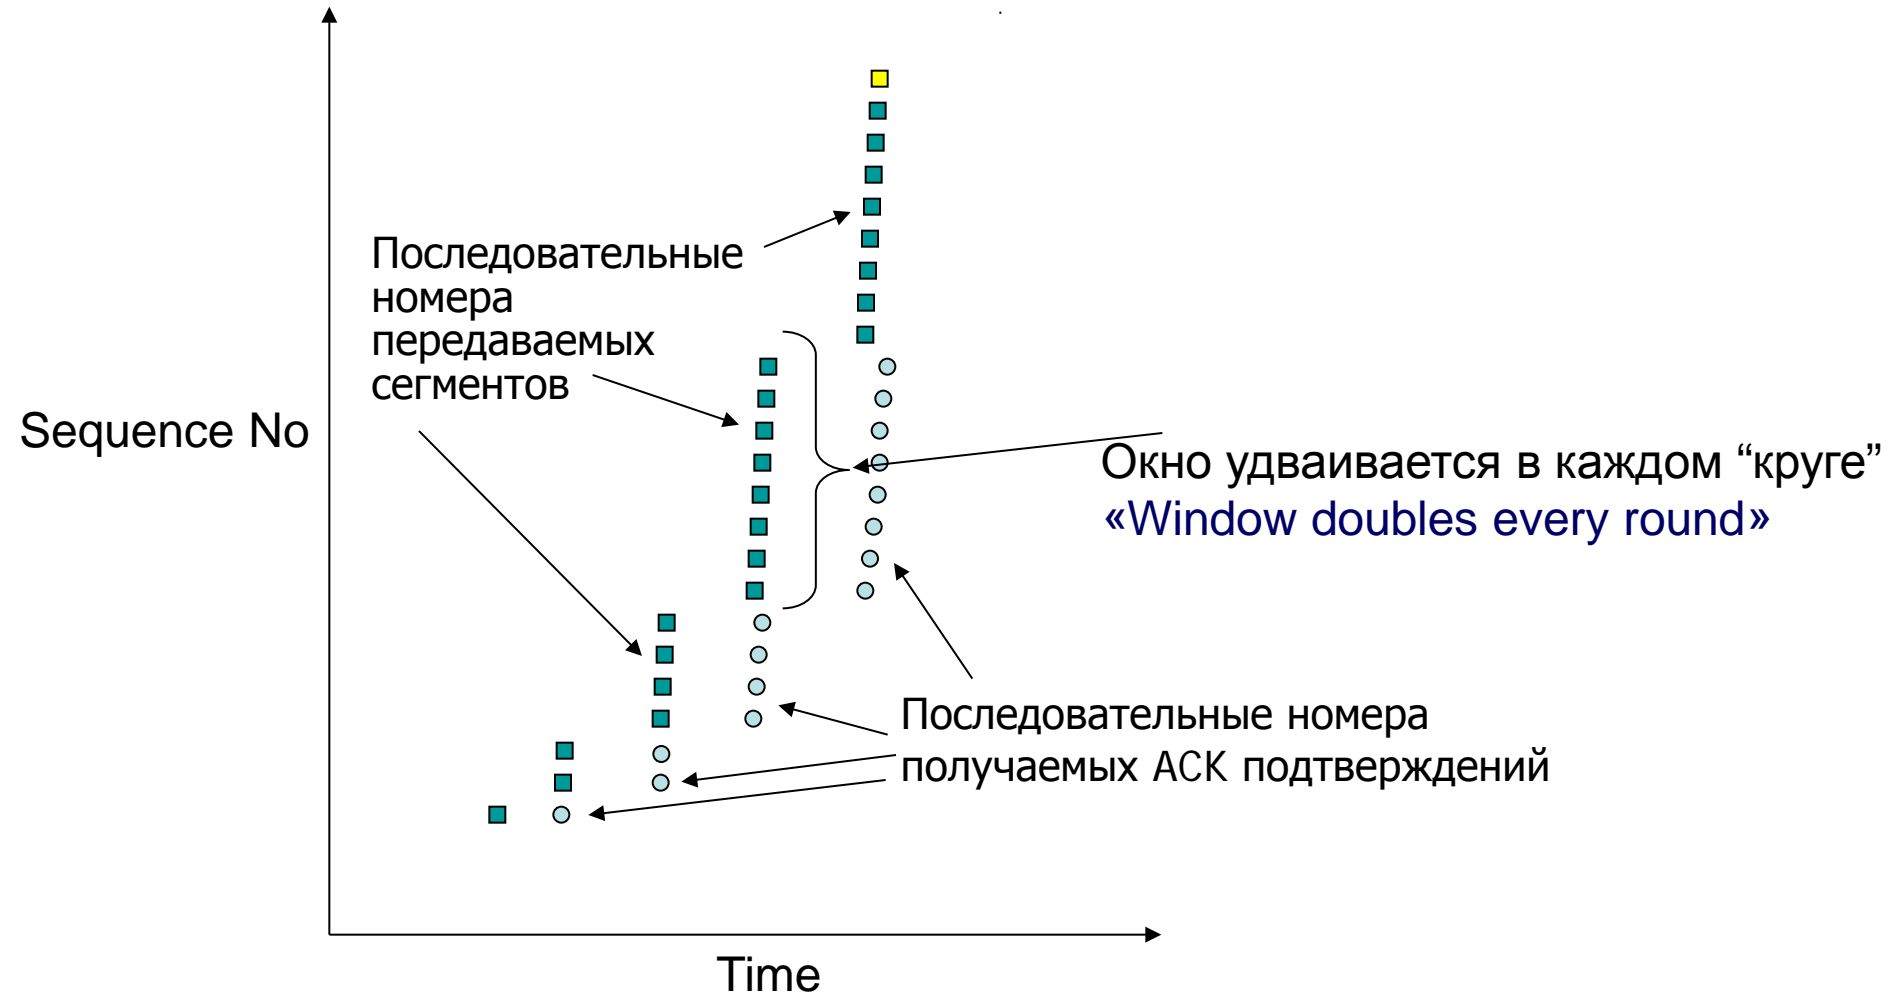 Последовательные
номера
передаваемых
сегментов
Sequence No
Окно удваивается в каждом “круге”
«Window doubles every round»
Последовательные номера
получаемых ACK подтверждений
Time